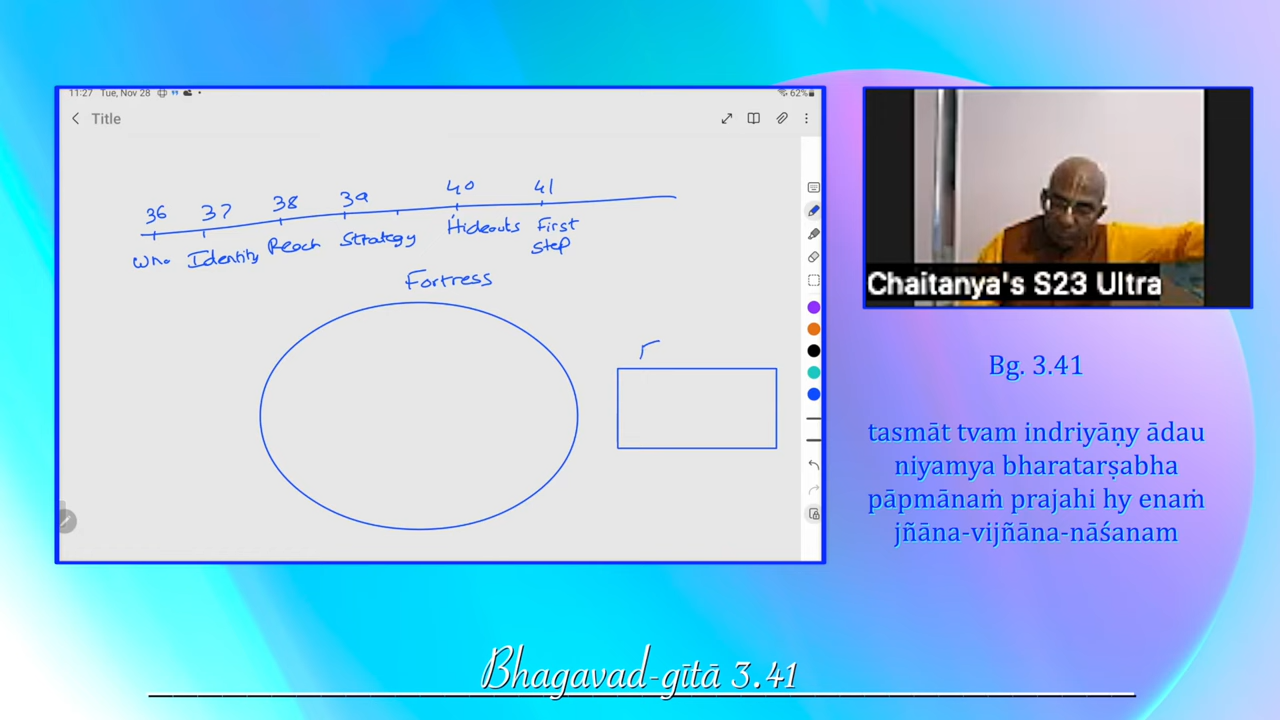 11:27 Tue, Nov 28
62%
Title
36 37 38 39 40 41
Who Identity Reach Strategy Hideouts First
step
Fortress
Chaitanya's S23 Ultra
Bg. 3.41
tasmāt tvam indriyāṇy ādau
niyamya bharatarṣabha
pāpmānaṁ prajahi hy enaṁ
jñāna-vijñāna-nāśanam
Bhagavad-gītā 3.41